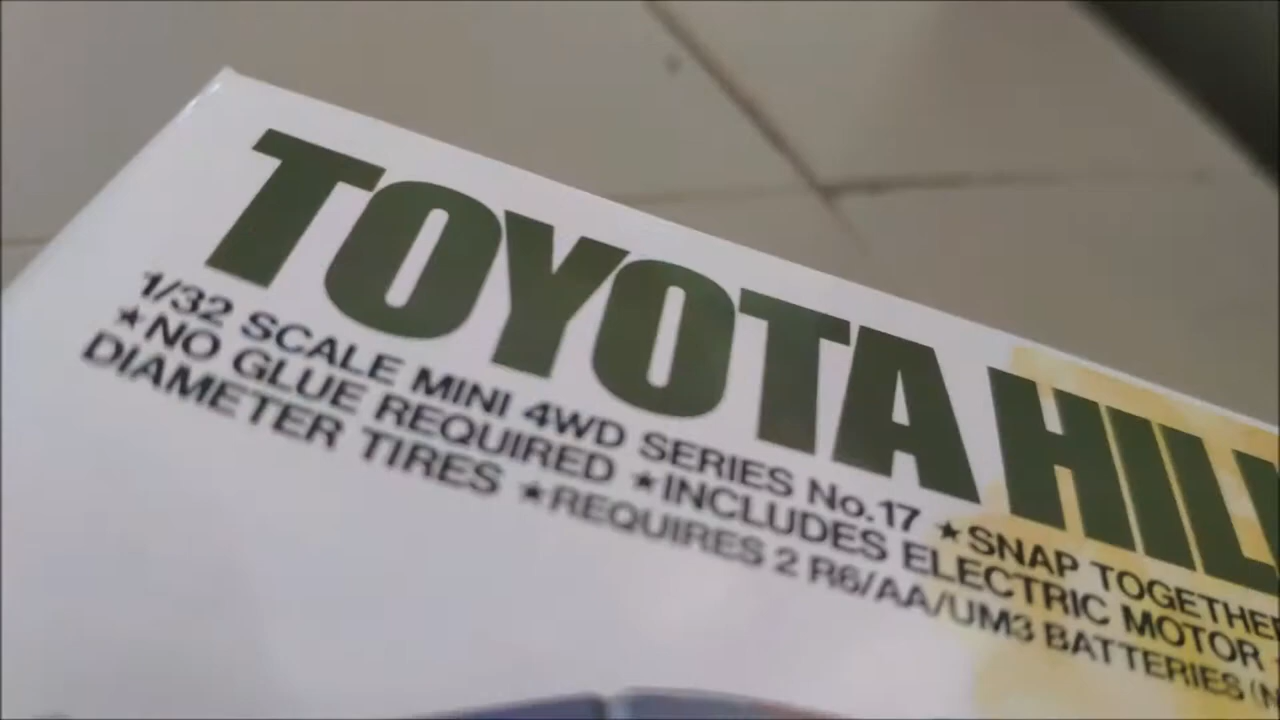 TOYOTA HIL
1/32 SCALE MINI 4WD SERIES No.17 ★SNAP TOGETHER
★NO GLUE REQUIRED ★INCLUDES ELECTRIC MOTOR
DIAMETER TIRES ★REQUIRES 2 R6/AA/UM3 BATTERIES (N